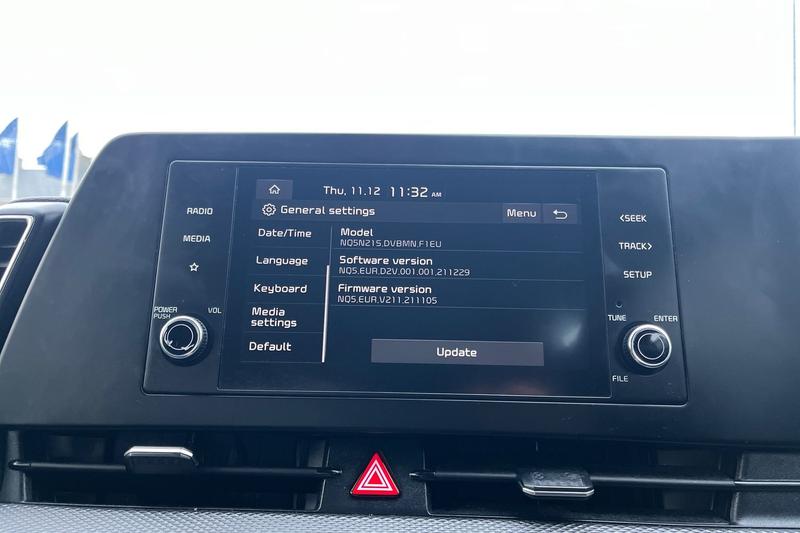 Thu, 11.12 11:32 AM
General settings
Menu
Date/Time
Language
Keyboard
Media
settings
Default
Model
NQ5N21S.DVBMN.F1EU
Software version
NQ5.EUR.D2V.001.001.211229
Firmware version
NQ5.EUR.V211.211105
Update
RADIO
MEDIA
POWER
PUSH
VOL
<SEEK
TRACK>
SETUP
TUNE
ENTER
FILE